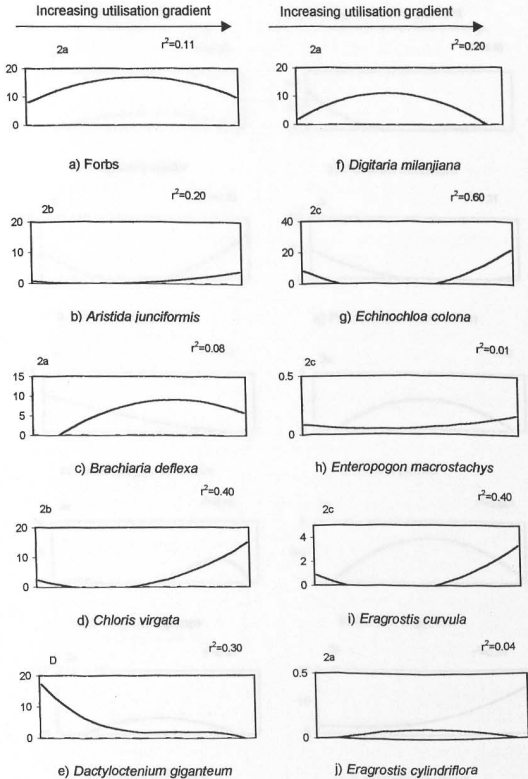 Increasing utilisation gradient
Increasing utilisation gradient
2a
r²=0.11
20
10
0
a) Forbs
2a
r²=0.20
20
10
0
f) Digitaria milanjiana
2b
r²=0.20
20
10
0
b) Aristida junciformis
2c
r²=0.60
40
20
0
g) Echinochloa colona
2a
r²=0.08
15
10
5
0
c) Brachiaria deflexa
2c
r²=0.01
0.5
0
h) Enteropogon macrostachys
2b
r²=0.40
20
10
0
d) Chloris virgata
2c
r²=0.40
4
2
0
i) Eragrostis curvula
D
r²=0.30
20
10
0
e) Dactyloctenium giganteum
2a
r²=0.04
0.5
0
j) Eragrostis cylindriflora